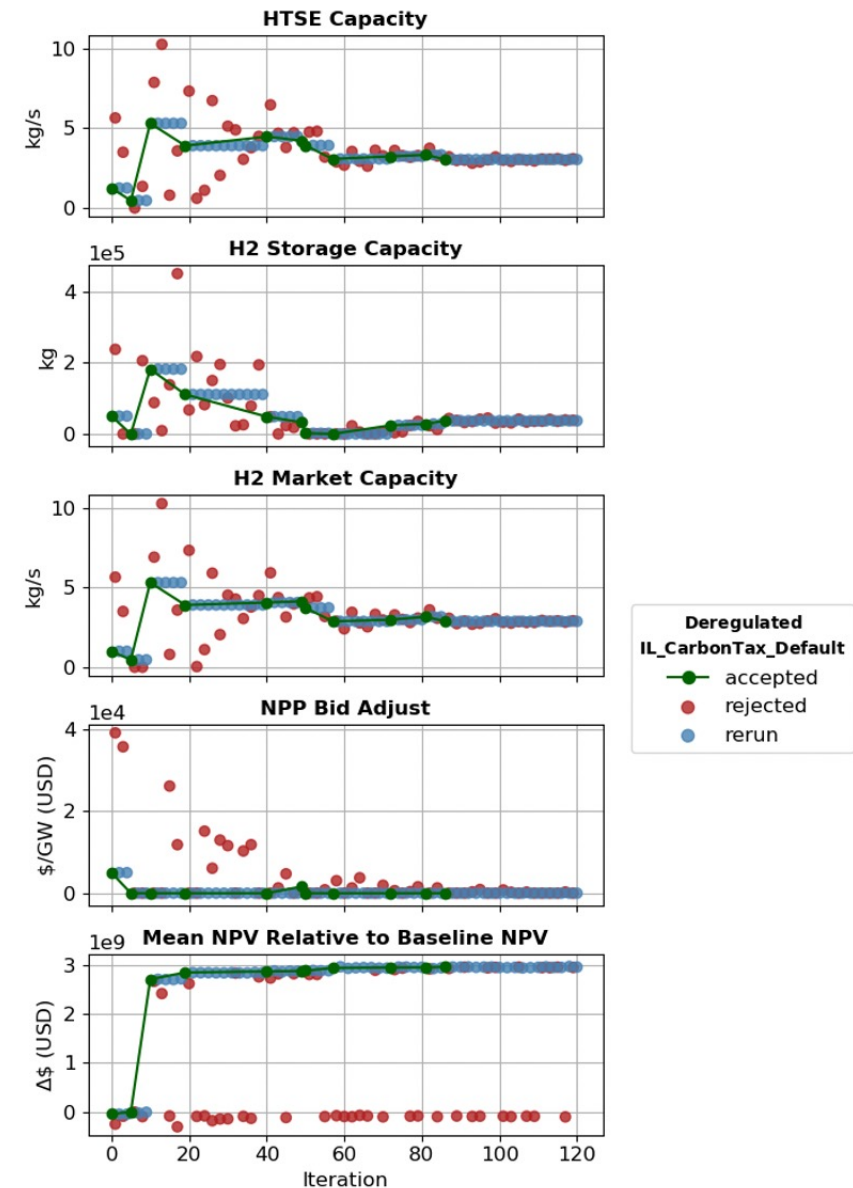 HTSE Capacity
10
5
0
kg/s
1e5
H2 Storage Capacity
4
2
0
kg
H2 Market Capacity
10
5
0
kg/s
1e4
NPP Bid Adjust
4
2
0
$/GW (USD)
1e9
Mean NPV Relative to Baseline NPV
3
2
1
0
Δ$ (USD)
0 20 40 60 80 100 120
Iteration
Deregulated
IL_CarbonTax_Default
accepted
rejected
rerun